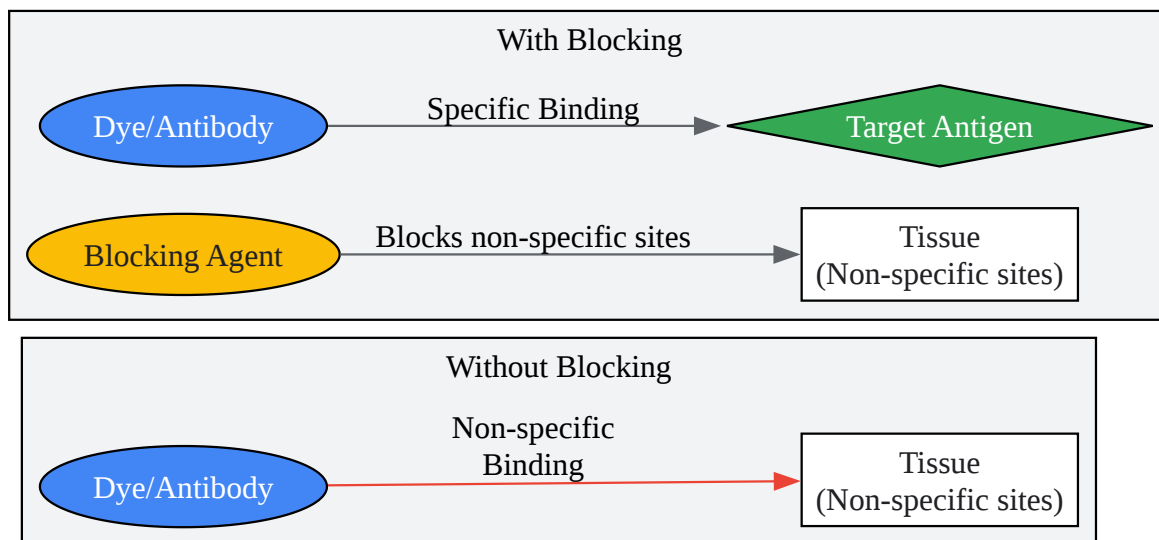 With Blocking
Dye/Antibody
Specific Binding
Target Antigen
Blocking Agent
Blocks non-specific sites
Tissue
(Non-specific sites)
Without Blocking
Dye/Antibody
Non-specific
Binding
Tissue
(Non-specific sites)